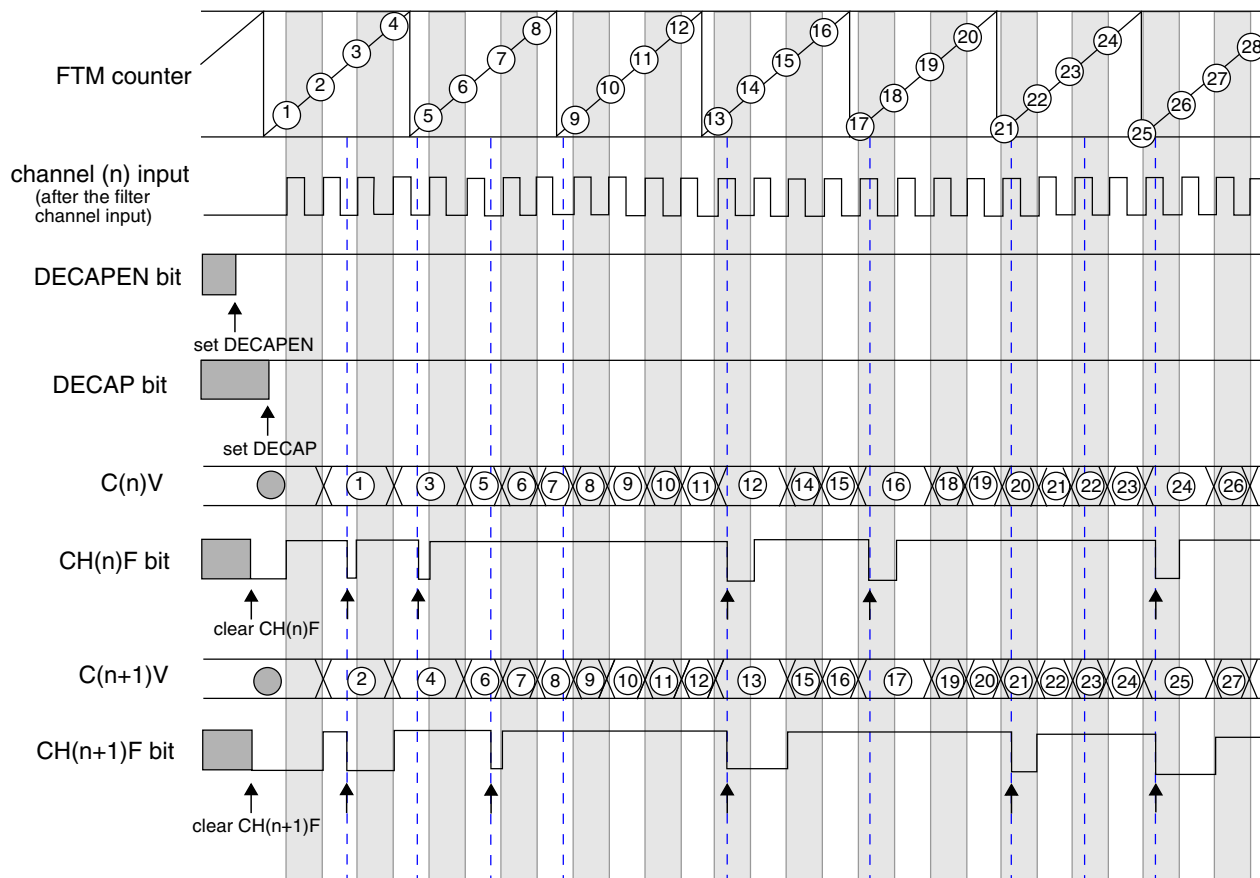 4 8 12 16 20 24 28
3 7 11 15 19 23 27
FTM counter
2 6 10 14 18 22 26
1 5 9 13 17 21 25
channel (n) input
(after the filter
channel input)
DECAPEN bit
set DECAPEN
DECAP bit
set DECAP
C(n)V 1 3 5 6 7 8 9 10 11 12 14 15 16 18 19 20 21 22 23 24 26
CH(n)F bit
clear CH(n)F
C(n+1)V 2 4 6 7 8 9 10 11 12 13 15 16 17 19 20 21 22 23 24 25 27
CH(n+1)F bit
clear CH(n+1)F